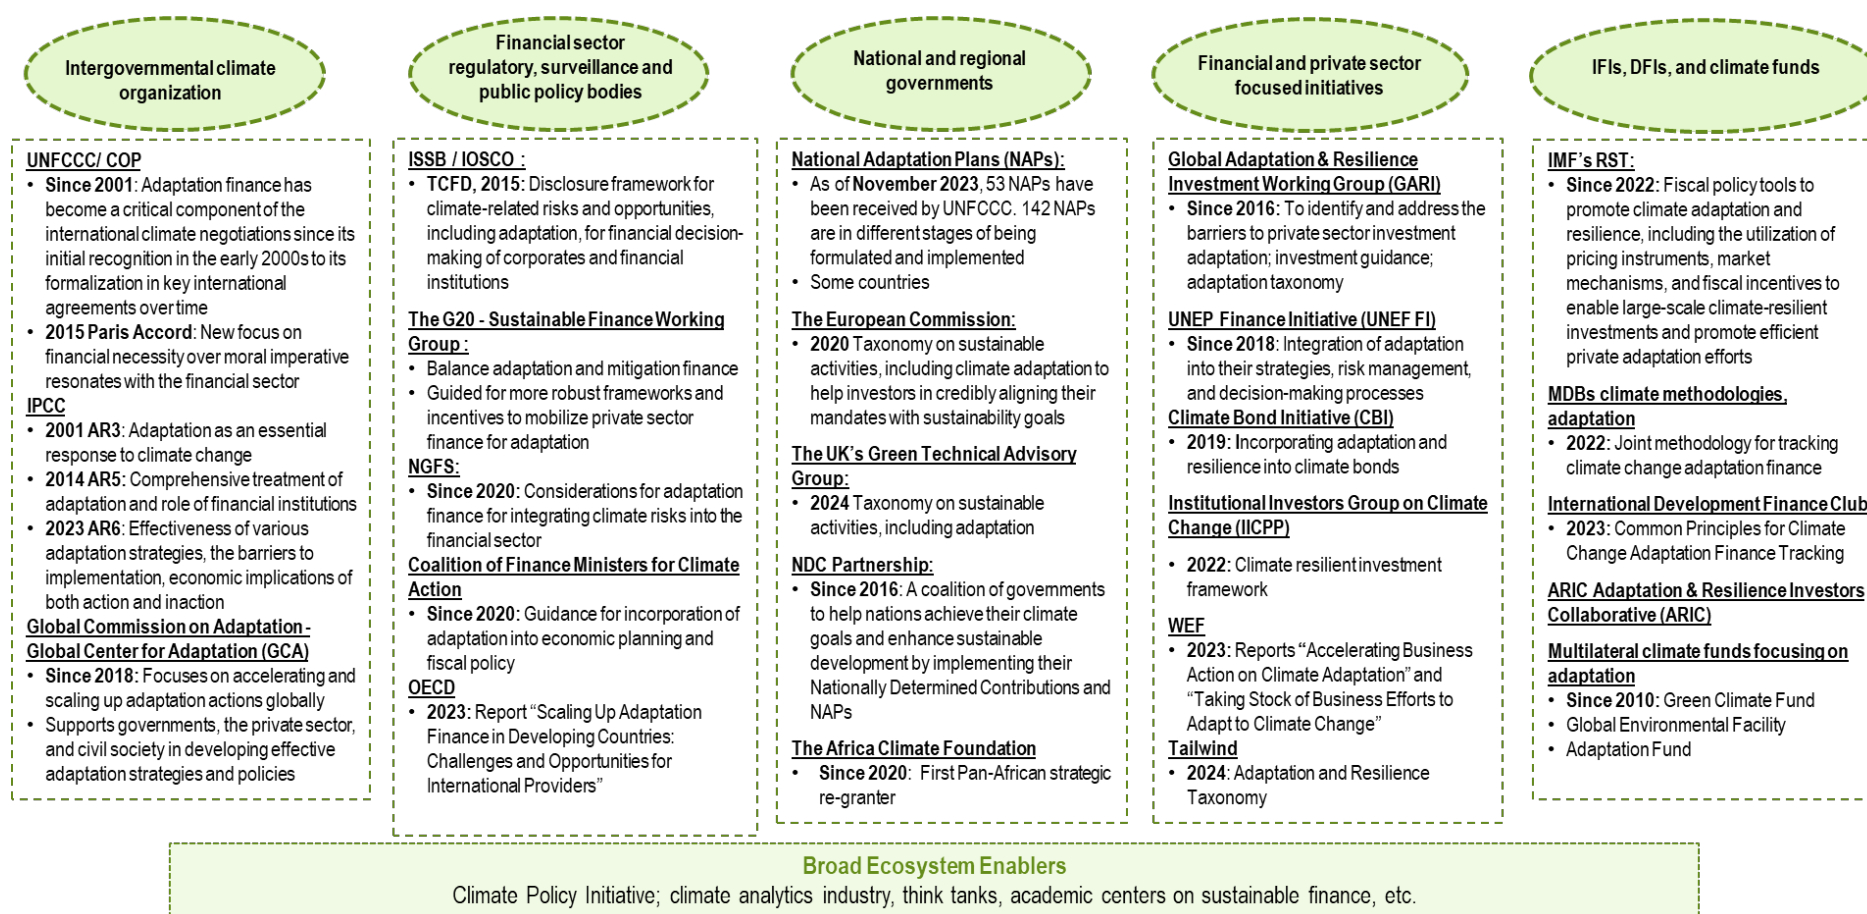 Intergovernmental climate
organization
UNFCCC/ COP
• Since 2001: Adaptation finance has
become a critical component of the
international climate negotiations since its
initial recognition in the early 2000s to its
formalization in key international
agreements over time
• 2015 Paris Accord: New focus on
financial necessity over moral imperative
resonates with the financial sector
IPCC
• 2001 AR3: Adaptation as an essential
response to climate change
• 2014 AR5: Comprehensive treatment of
adaptation and role of financial institutions
• 2023 AR6: Effectiveness of various
adaptation strategies, the barriers to
implementation, economic implications of
both action and inaction
Global Commission on Adaptation -
Global Center for Adaptation (GCA)
• Since 2018: Focuses on accelerating and
scaling up adaptation actions globally
• Supports governments, the private sector,
and civil society in developing effective
adaptation strategies and policies
Financial sector
regulatory, surveillance and
public policy bodies
ISSB / IOSCO :
• TCFD, 2015: Disclosure framework for
climate-related risks and opportunities,
including adaptation, for financial decision-
making of corporates and financial
institutions
The G20 - Sustainable Finance Working
Group :
• Balance adaptation and mitigation finance
• Guided for more robust frameworks and
incentives to mobilize private sector
finance for adaptation
NGFS:
• Since 2020: Considerations for adaptation
finance for integrating climate risks into the
financial sector
Coalition of Finance Ministers for Climate
Action
• Since 2020: Guidance for incorporation of
adaptation into economic planning and
fiscal policy
OECD
• 2023: Report “Scaling Up Adaptation
Finance in Developing Countries:
Challenges and Opportunities for
International Providers”
National and regional
governments
National Adaptation Plans (NAPs):
• As of November 2023, 53 NAPs have
been received by UNFCCC. 142 NAPs
are in different stages of being
formulated and implemented
• Some countries
The European Commission:
• 2020 Taxonomy on sustainable
activities, including climate adaptation to
help investors in credibly aligning their
mandates with sustainability goals
The UK’s Green Technical Advisory
Group:
• 2024 Taxonomy on sustainable
activities, including adaptation
NDC Partnership:
• Since 2016: A coalition of governments
to help nations achieve their climate
goals and enhance sustainable
development by implementing their
Nationally Determined Contributions and
NAPs
The Africa Climate Foundation
• Since 2020: First Pan-African strategic
re-granter
Financial and private sector
focused initiatives
Global Adaptation & Resilience
Investment Working Group (GARI)
• Since 2016: To identify and address the
barriers to private sector investment
adaptation; investment guidance;
adaptation taxonomy
UNEP Finance Initiative (UNEF FI)
• Since 2018: Integration of adaptation
into their strategies, risk management,
and decision-making processes
Climate Bond Initiative (CBI)
• 2019: Incorporating adaptation and
resilience into climate bonds
Institutional Investors Group on Climate
Change (IICPP)
• 2022: Climate resilient investment
framework
WEF
• 2023: Reports “Accelerating Business
Action on Climate Adaptation” and
“Taking Stock of Business Efforts to
Adapt to Climate Change”
Tailwind
• 2024: Adaptation and Resilience
Taxonomy
IFIs, DFIs, and climate funds
IMF’s RST:
• Since 2022: Fiscal policy tools to
promote climate adaptation and
resilience, including the utilization of
pricing instruments, market
mechanisms, and fiscal incentives to
enable large-scale climate-resilient
investments and promote efficient
private adaptation efforts
MDBs climate methodologies,
adaptation
• 2022: Joint methodology for tracking
climate change adaptation finance
International Development Finance Club
• 2023: Common Principles for Climate
Change Adaptation Finance Tracking
ARIC Adaptation & Resilience Investors
Collaborative (ARIC)
Multilateral climate funds focusing on
adaptation
• Since 2010: Green Climate Fund
• Global Environmental Facility
• Adaptation Fund
Broad Ecosystem Enablers
Climate Policy Initiative; climate analytics industry, think tanks, academic centers on sustainable finance, etc.